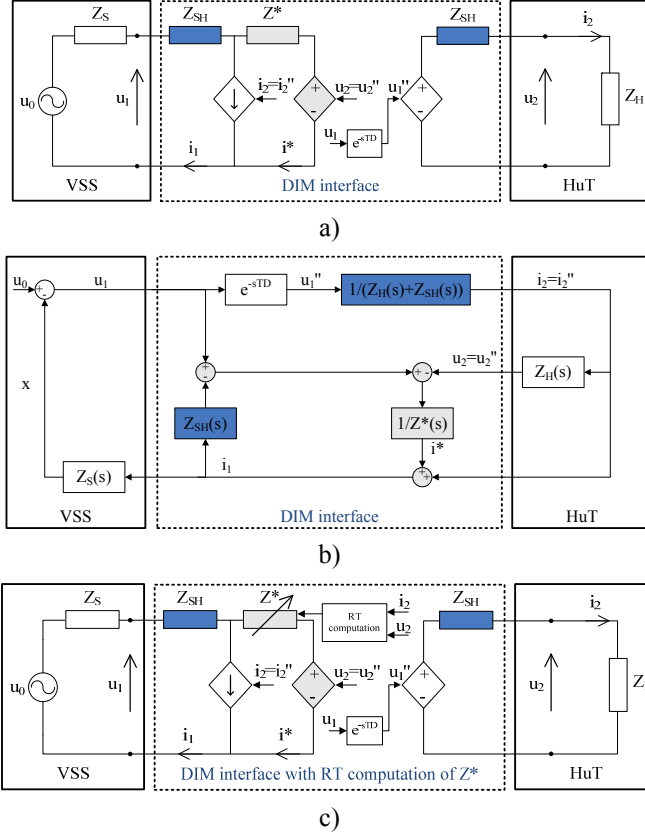 Z_S Z_SH Z* Z_SH i_2
u_0 u_1 i_2=i_2'' u_2=u_2'' u_1'' u_2 Z_H
+ - + -
u_1 e^-sTD
i_1 i*
VSS DIM interface HuT
a)
u_0 + - u_1 e^-sTD u_1'' 1/(Z_H(s)+Z_SH(s)) i_2=i_2''
x + - + - u_2=u_2'' Z_H(s)
Z_SH(s) 1/Z*(s)
i*
Z_S(s) i_1 + +
VSS DIM interface HuT
b)
Z_S Z_SH Z* RT computation i_2 u_2 Z_SH i_2
u_0 u_1 i_2=i_2'' u_2=u_2'' u_1'' u_2 Z
+ - + -
u_1 e^-sTD
i_1 i*
VSS DIM interface with RT computation of Z* HuT
c)